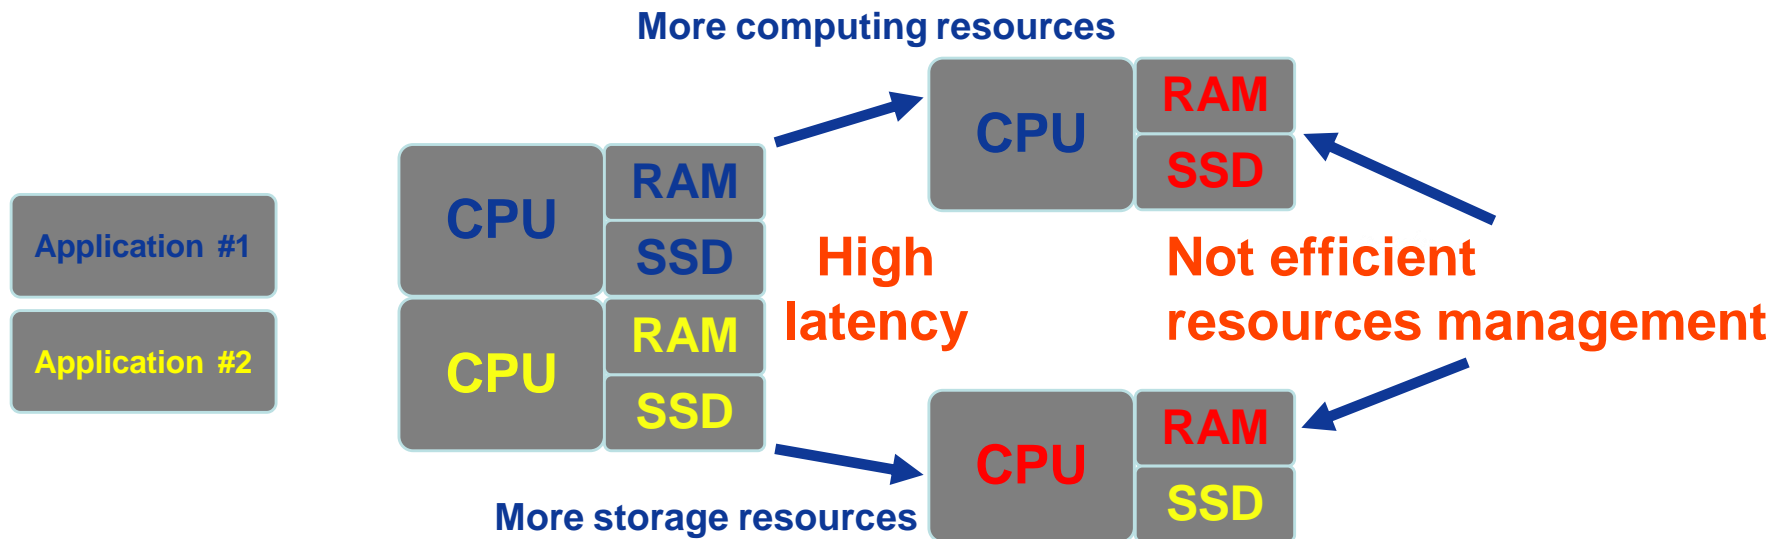 More computing resources
CPU
RAM
SSD
Application #1
Application #2
CPU
RAM
SSD
CPU
RAM
SSD
High
latency
Not efficient
resources management
CPU
RAM
SSD
More storage resources